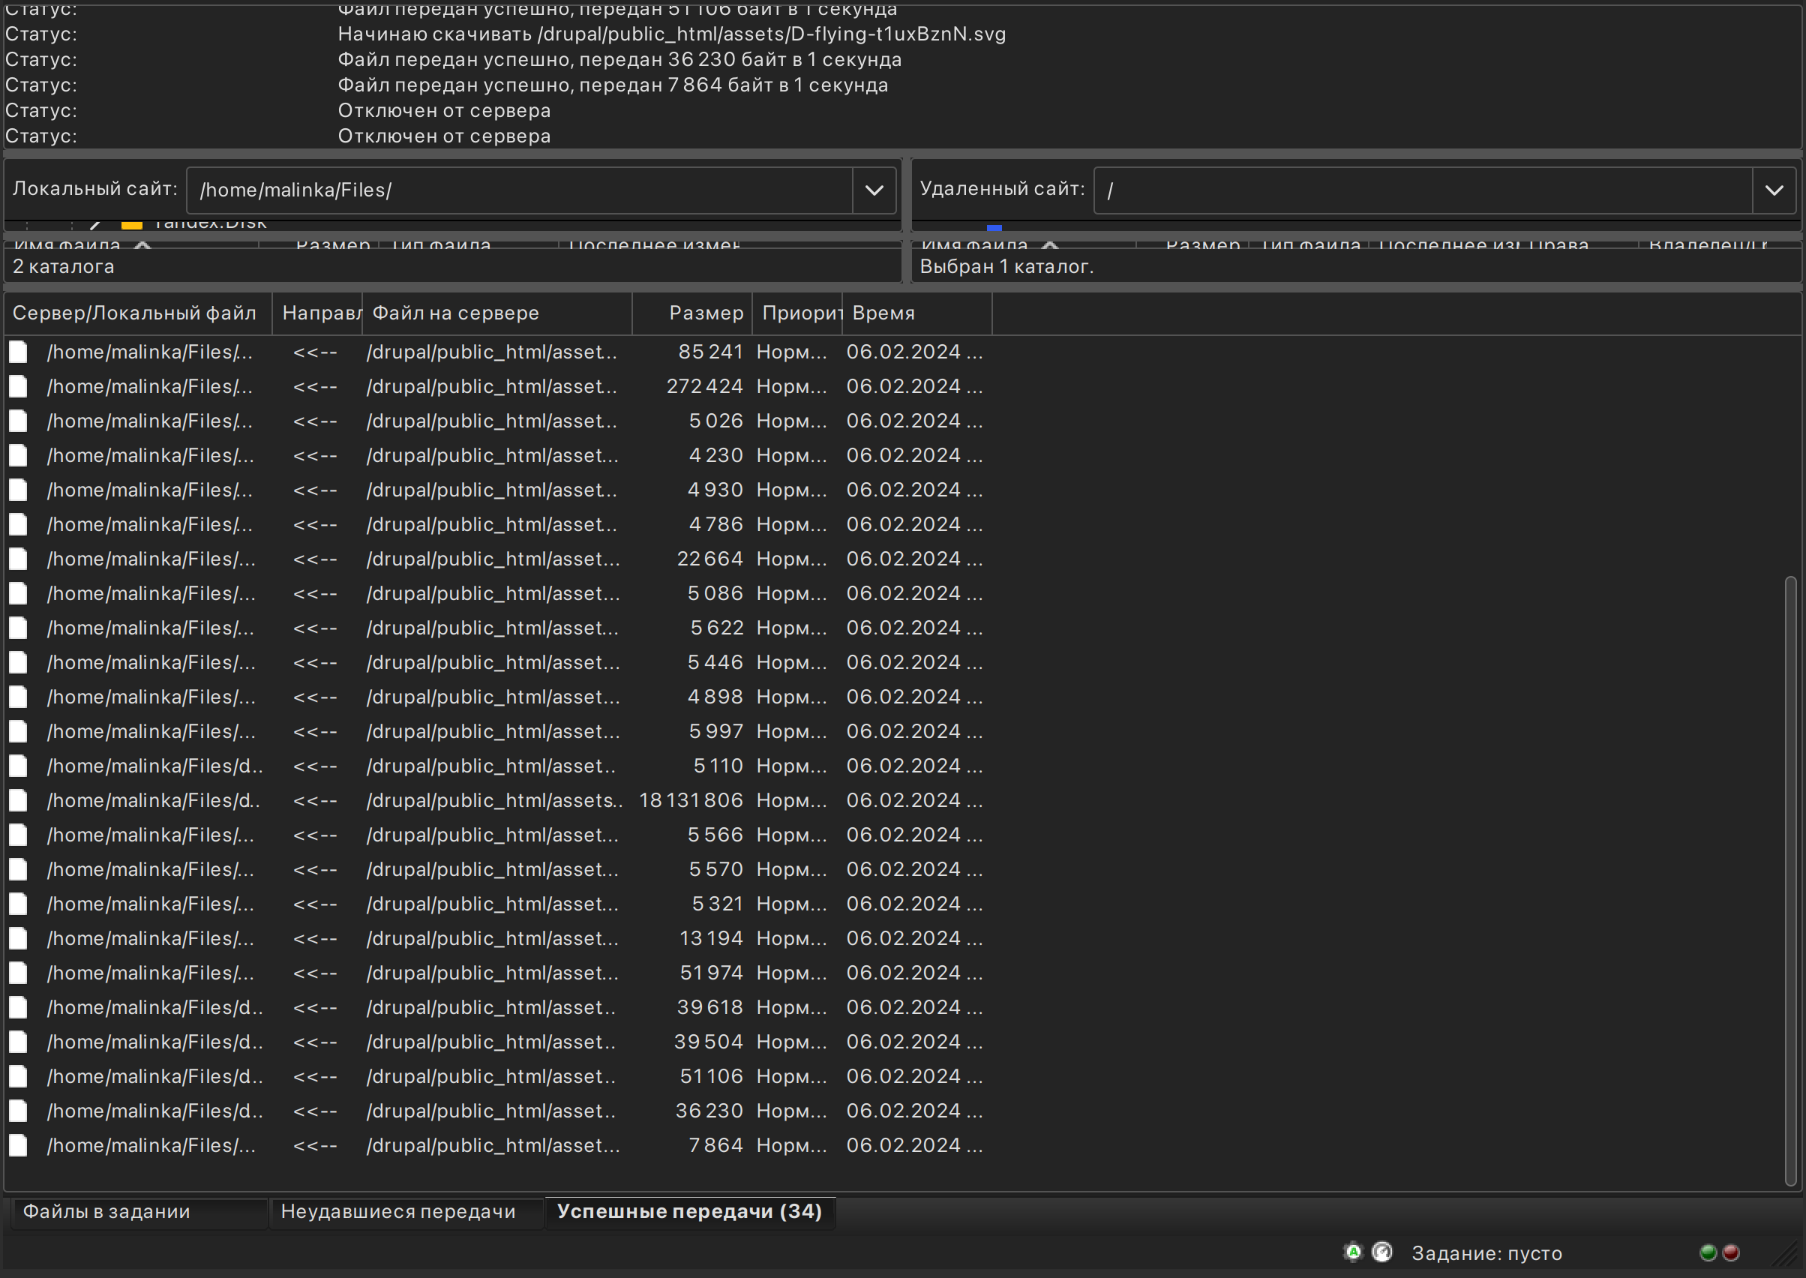 Статус: Файл передан успешно, передан 51 106 байт в 1 секунда
Статус: Начинаю скачивать /drupal/public_html/assets/D-flying-t1uxBznN.svg
Статус: Файл передан успешно, передан 36 230 байт в 1 секунда
Статус: Файл передан успешно, передан 7 864 байт в 1 секунда
Статус: Отключен от сервера
Статус: Отключен от сервера
Локальный сайт: /home/malinka/Files/
Удаленный сайт: /
Yandex.Disk
Имя файла Размер Тип файла Последнее измен
Имя файла Размер Тип файла Последнее изм Права Владелец/Г
2 каталога
Выбран 1 каталог.
Сервер/Локальный файл Направл Файл на сервере Размер Приорит Время
/home/malinka/Files/... <<-- /drupal/public_html/asset... 85 241 Норм... 06.02.2024 ...
/home/malinka/Files/... <<-- /drupal/public_html/asset... 272 424 Норм... 06.02.2024 ...
/home/malinka/Files/... <<-- /drupal/public_html/asset... 5 026 Норм... 06.02.2024 ...
/home/malinka/Files/... <<-- /drupal/public_html/asset... 4 230 Норм... 06.02.2024 ...
/home/malinka/Files/... <<-- /drupal/public_html/asset... 4 930 Норм... 06.02.2024 ...
/home/malinka/Files/... <<-- /drupal/public_html/asset... 4 786 Норм... 06.02.2024 ...
/home/malinka/Files/... <<-- /drupal/public_html/asset... 22 664 Норм... 06.02.2024 ...
/home/malinka/Files/... <<-- /drupal/public_html/asset... 5 086 Норм... 06.02.2024 ...
/home/malinka/Files/... <<-- /drupal/public_html/asset... 5 622 Норм... 06.02.2024 ...
/home/malinka/Files/... <<-- /drupal/public_html/asset... 5 446 Норм... 06.02.2024 ...
/home/malinka/Files/... <<-- /drupal/public_html/asset... 4 898 Норм... 06.02.2024 ...
/home/malinka/Files/... <<-- /drupal/public_html/asset... 5 997 Норм... 06.02.2024 ...
/home/malinka/Files/d.. <<-- /drupal/public_html/asset.. 5 110 Норм... 06.02.2024 ...
/home/malinka/Files/d.. <<-- /drupal/public_html/assets.. 18 131 806 Норм... 06.02.2024 ...
/home/malinka/Files/... <<-- /drupal/public_html/asset... 5 566 Норм... 06.02.2024 ...
/home/malinka/Files/... <<-- /drupal/public_html/asset... 5 570 Норм... 06.02.2024 ...
/home/malinka/Files/... <<-- /drupal/public_html/asset... 5 321 Норм... 06.02.2024 ...
/home/malinka/Files/... <<-- /drupal/public_html/asset... 13 194 Норм... 06.02.2024 ...
/home/malinka/Files/... <<-- /drupal/public_html/asset... 51 974 Норм... 06.02.2024 ...
/home/malinka/Files/d.. <<-- /drupal/public_html/asset.. 39 618 Норм... 06.02.2024 ...
/home/malinka/Files/d.. <<-- /drupal/public_html/asset.. 39 504 Норм... 06.02.2024 ...
/home/malinka/Files/d.. <<-- /drupal/public_html/asset.. 51 106 Норм... 06.02.2024 ...
/home/malinka/Files/d.. <<-- /drupal/public_html/asset.. 36 230 Норм... 06.02.2024 ...
/home/malinka/Files/... <<-- /drupal/public_html/asset... 7 864 Норм... 06.02.2024 ...
Файлы в задании Неудавшиеся передачи Успешные передачи (34)
Задание: пусто